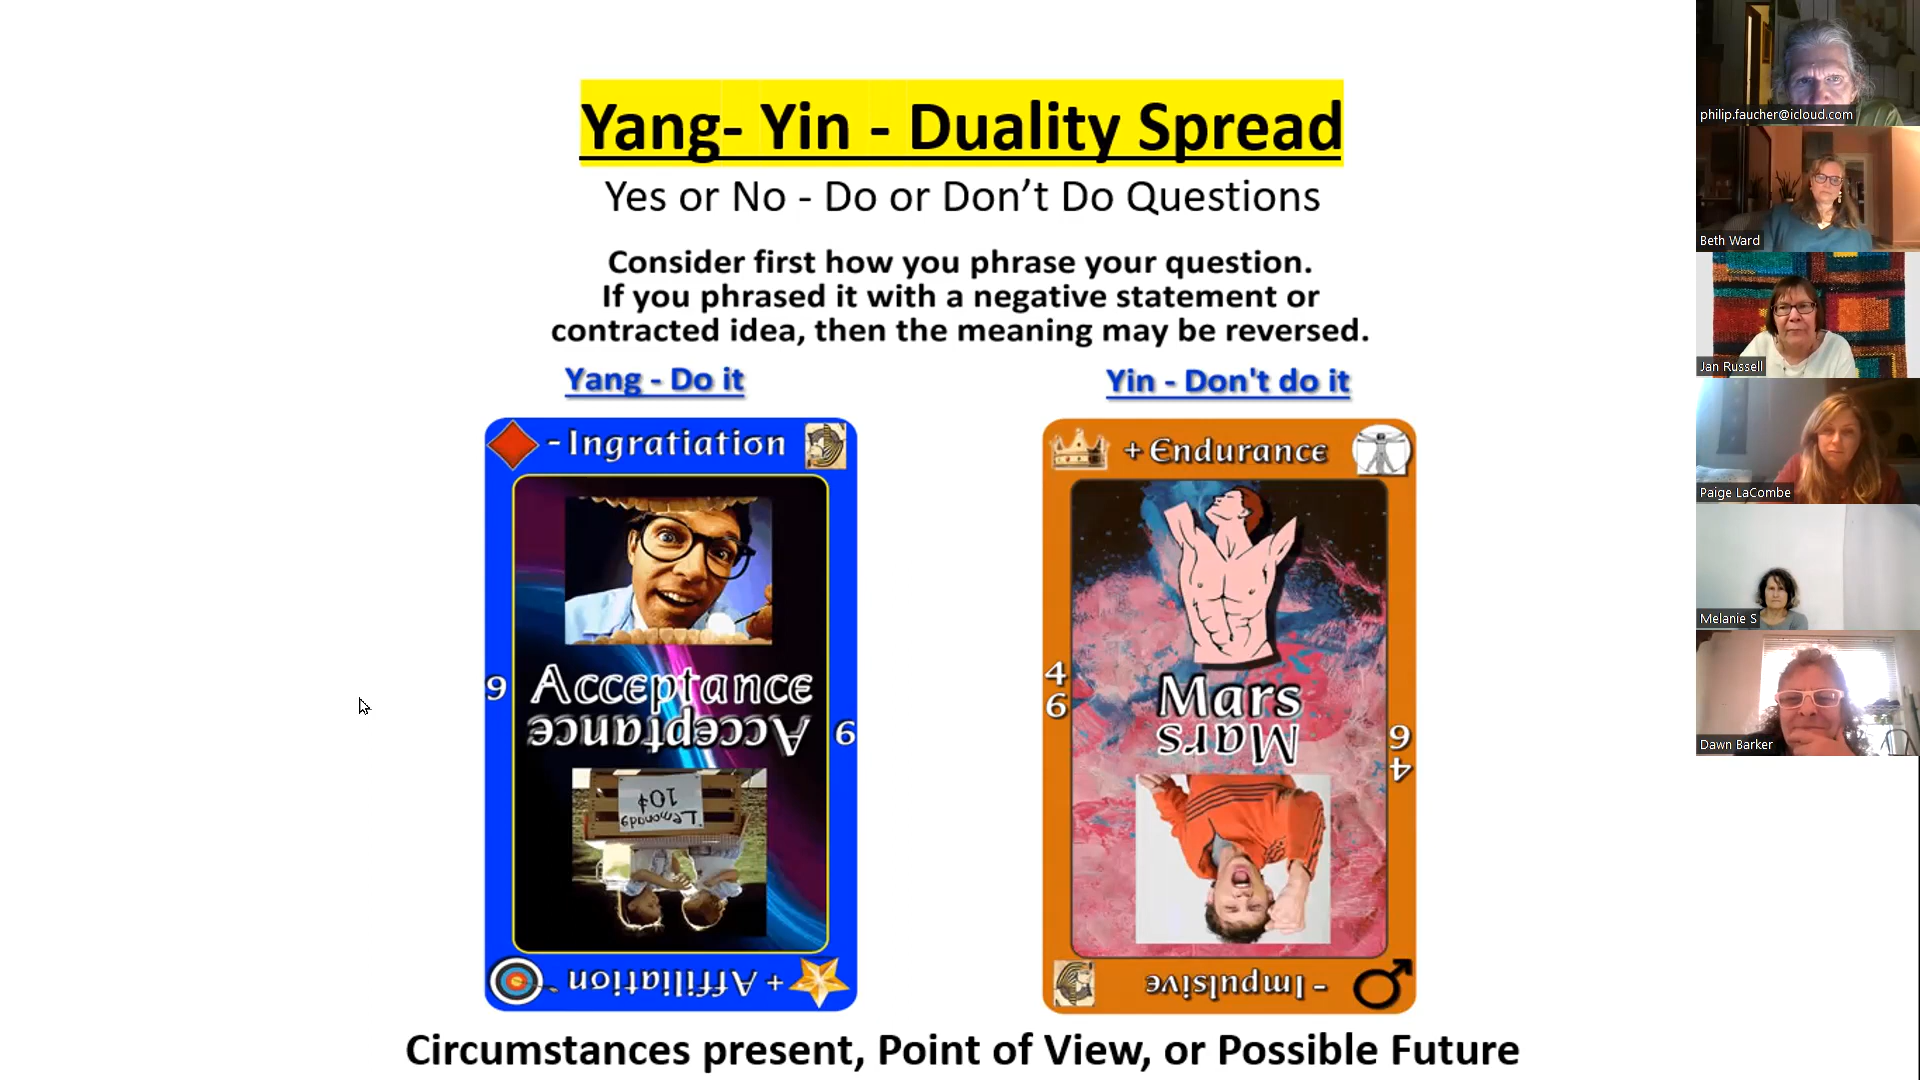 Yang- Yin - Duality Spread
Yes or No - Do or Don't Do Questions
Consider first how you phrase your question.
If you phrased it with a negative statement or
contracted idea, then the meaning may be reversed.
Yang - Do it
Yin - Don't do it
- Ingratiation
Acceptance
Acceptance
9
9
Lemonade
10¢
+ Affiliation
+ Endurance
4
6
Mars
Mars
4
6
- Impulsive
Circumstances present, Point of View, or Possible Future
philip.faucher@icloud.com
Beth Ward
Jan Russell
Paige LaCombe
Melanie S
Dawn Barker